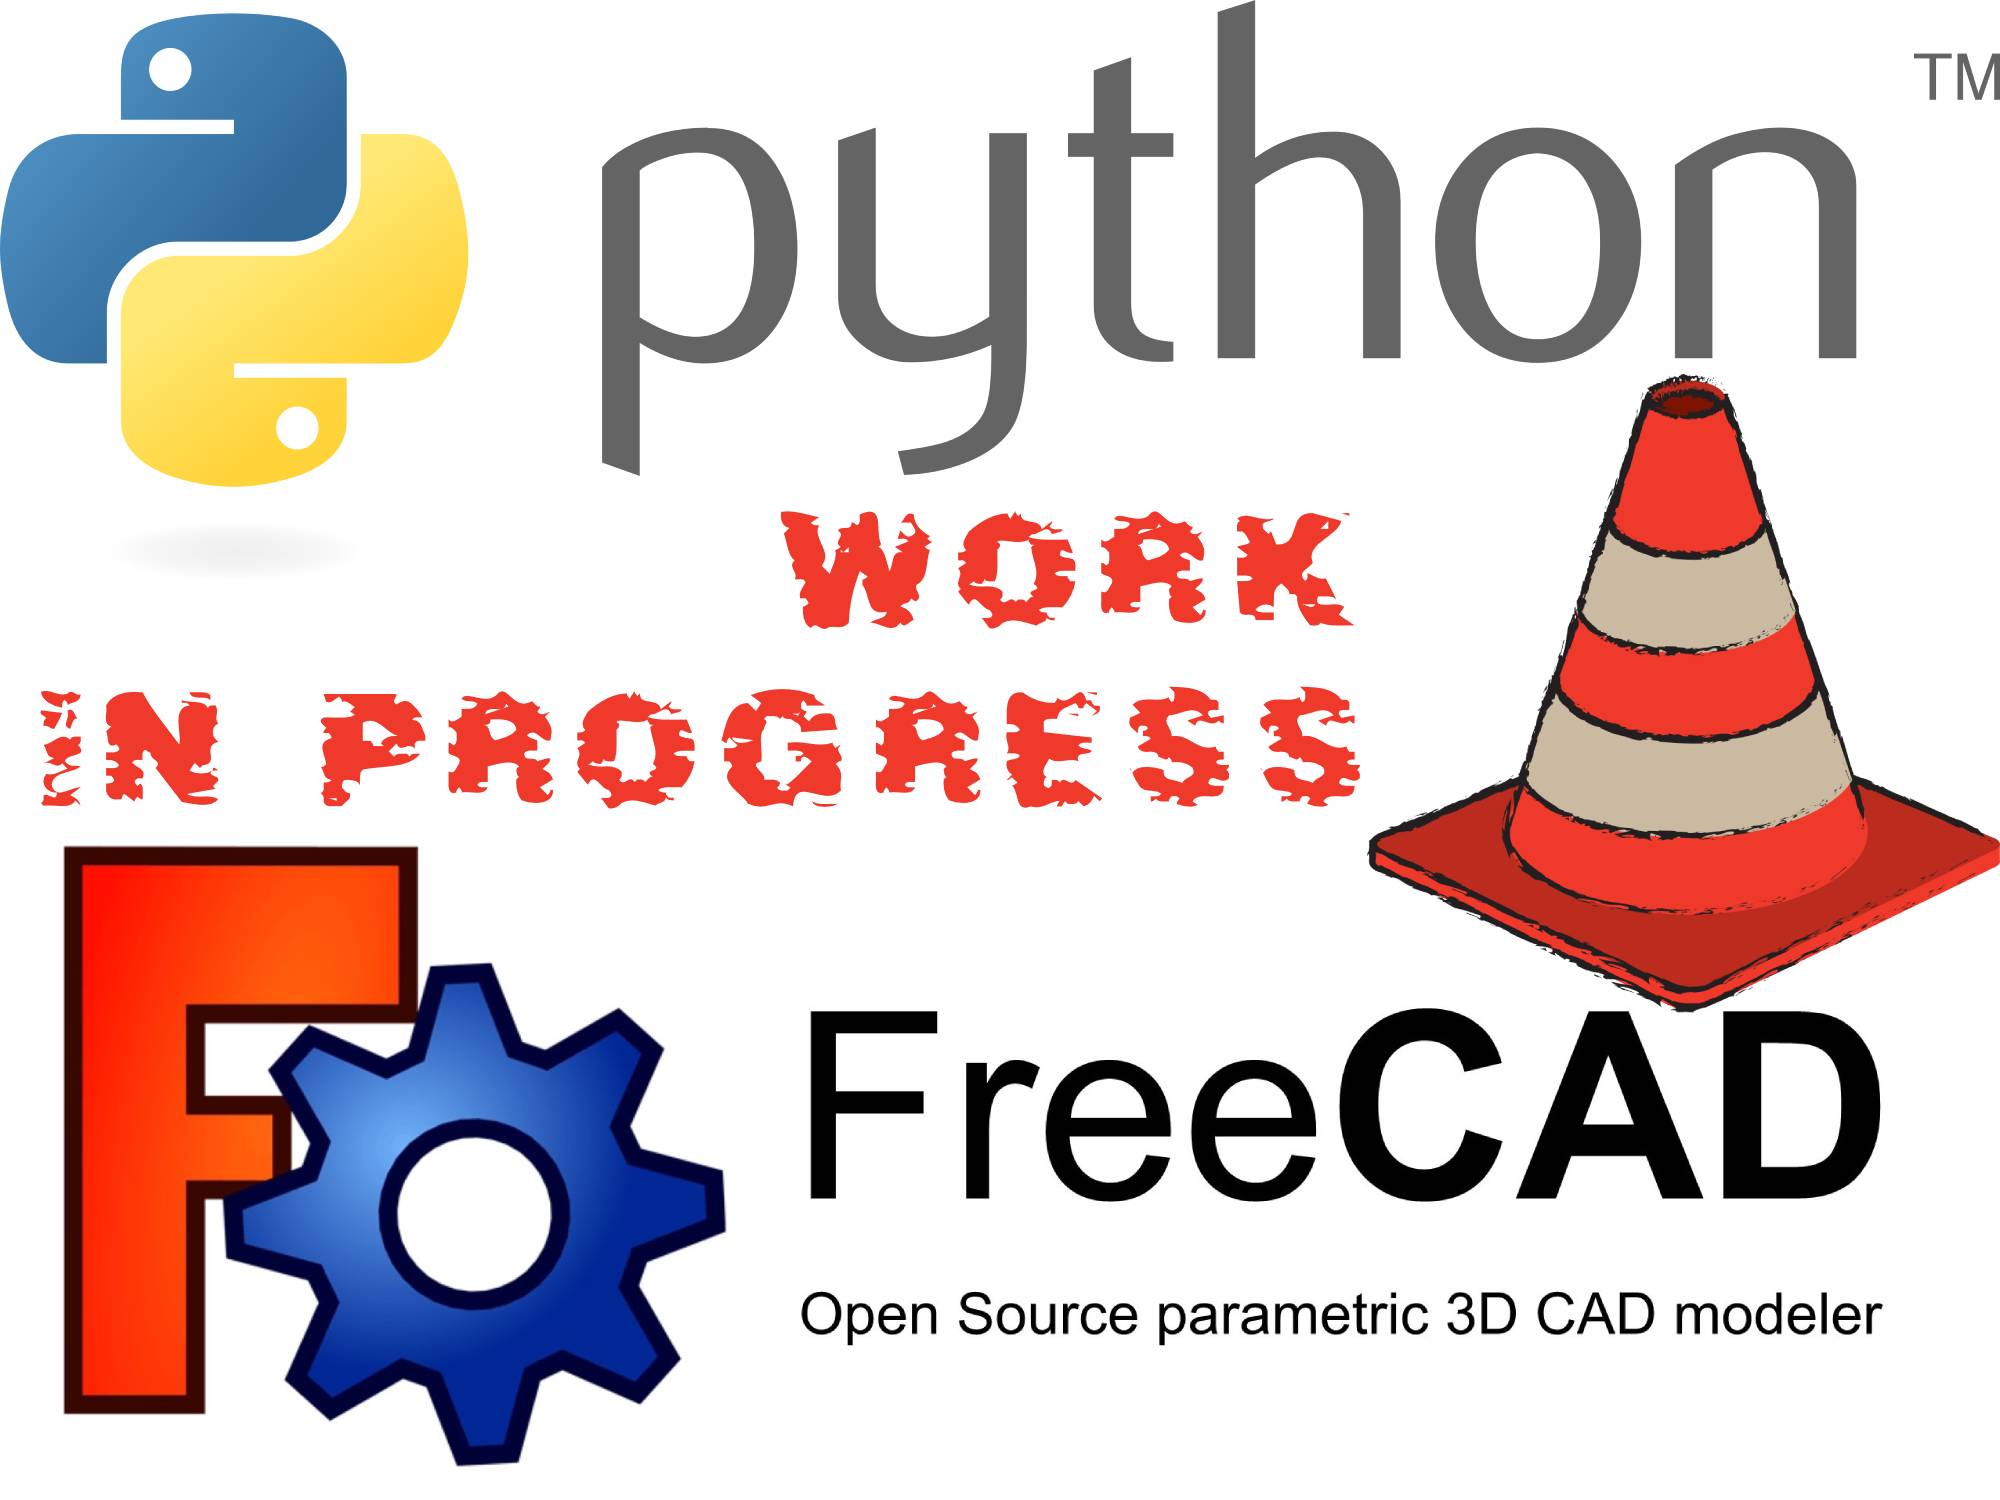 python TM
WORK
IN PROGRESS
FreeCAD
Open Source parametric 3D CAD modeler